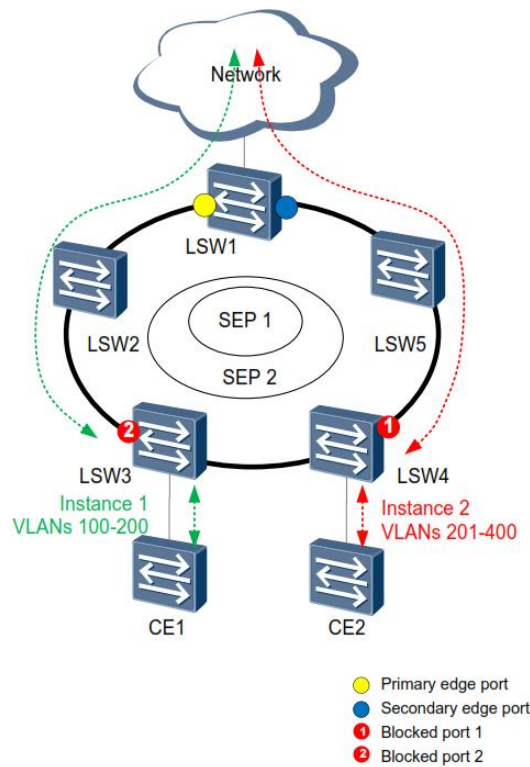 Network
LSW1
LSW2
LSW5
SEP 1
SEP 2
2
1
LSW3
LSW4
Instance 1
VLANs 100-200
Instance 2
VLANs 201-400
CE1
CE2
Primary edge port
Secondary edge port
1 Blocked port 1
2 Blocked port 2